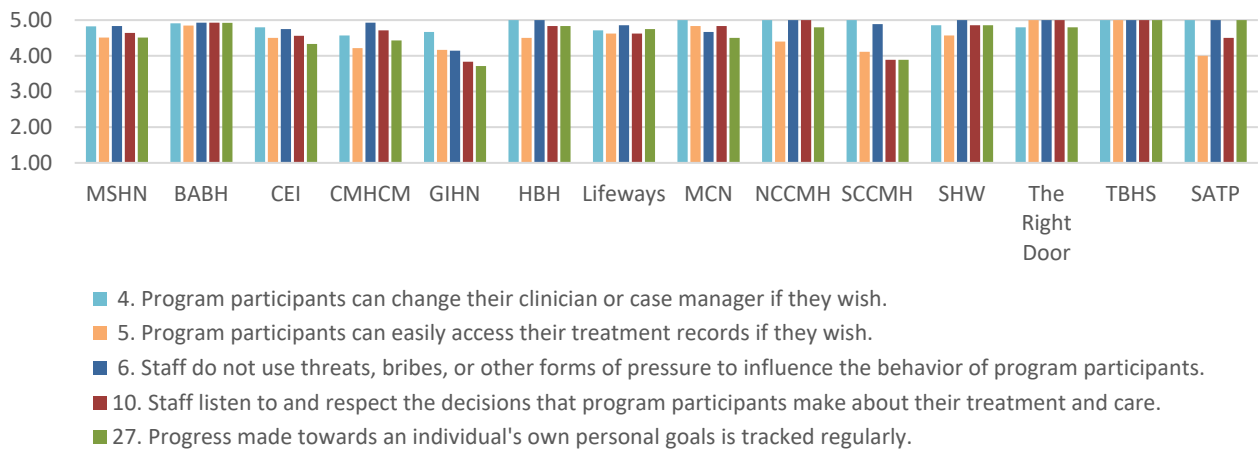 5.00
4.00
3.00
2.00
1.00
MSHN BABH CEI CMHCM GIHN HBH Lifeways MCN NCCMH SCCMH SHW The Right Door TBHS SATP
4. Program participants can change their clinician or case manager if they wish.
5. Program participants can easily access their treatment records if they wish.
6. Staff do not use threats, bribes, or other forms of pressure to influence the behavior of program participants.
10. Staff listen to and respect the decisions that program participants make about their treatment and care.
27. Progress made towards an individual's own personal goals is tracked regularly.